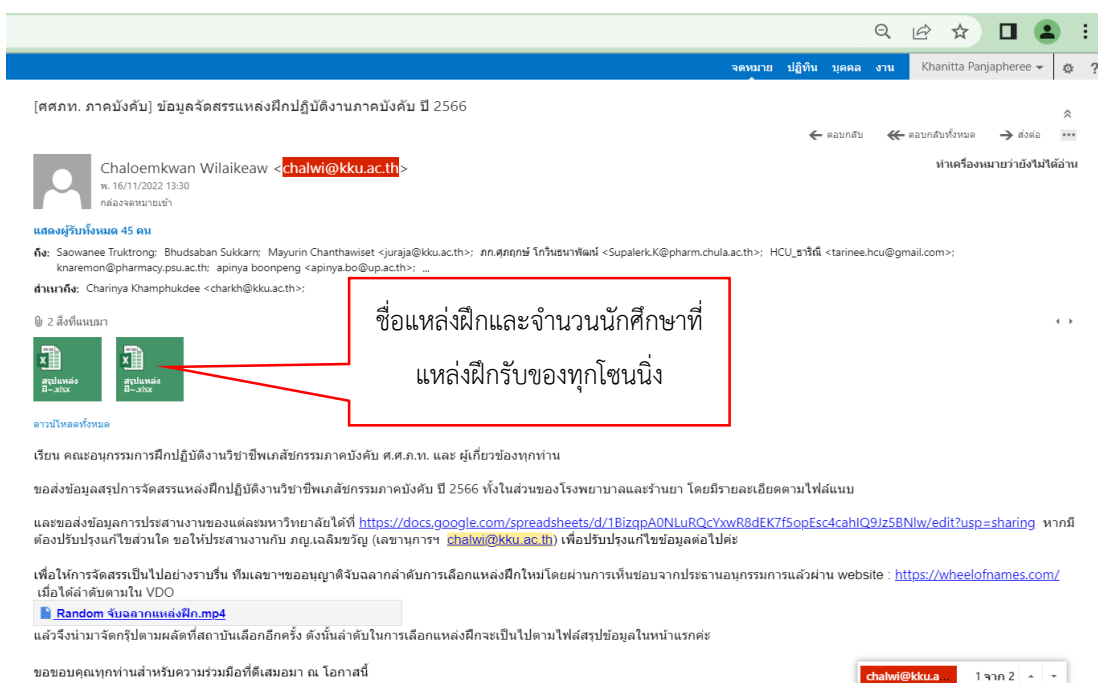 จดหมาย ปฏิทิน บุคคล งาน Khanitta Panjapheree
[ศศภท. ภาคบังคับ] ข้อมูลจัดสรรแหล่งฝึกปฏิบัติงานภาคบังคับ ปี 2566
ตอบกลับ ตอบกลับทั้งหมด ส่งต่อ ...
Chaloemkwan Wilaikeaw <chalwi@kku.ac.th>
ทำเครื่องหมายว่ายังไม่ได้อ่าน
พ. 16/11/2022 13:30
กล่องจดหมายเข้า
แสดงผู้รับทั้งหมด 45 คน
ถึง: Saowanee Truktrong; Bhudsaban Sukkarn; Mayurin Chanthawiset <juraja@kku.ac.th>; ภก.ศุภฤกษ์ โกวินธนาพัฒน์ <Supalerk.K@pharm.chula.ac.th>; HCU_ธาริณี <tarinee.hcu@gmail.com>;
knaremon@pharmacy.psu.ac.th; apinya boonpeng <apinya.bo@up.ac.th>; ...
สำเนาถึง: Charinya Khamphukdee <charkh@kku.ac.th>;
ชื่อแหล่งฝึกและจำนวนนักศึกษาที่
แหล่งฝึกรับของทุกโซนนิ่ง
2 สิ่งที่แนบมา
สรุปแหล่ง
ฝึ~.xlsx
สรุปแหล่ง
ฝึ~.xlsx
ดาวน์โหลดทั้งหมด
เรียน คณะอนุกรรมการฝึกปฏิบัติงานวิชาชีพเภสัชกรรมภาคบังคับ ศ.ศ.ภ.ท. และ ผู้เกี่ยวข้องทุกท่าน
ขอส่งข้อมูลสรุปการจัดสรรแหล่งฝึกปฏิบัติงานวิชาชีพเภสัชกรรมภาคบังคับ ปี 2566 ทั้งในส่วนของโรงพยาบาลและร้านยา โดยมีรายละเอียดตามไฟล์แนบ
และขอส่งข้อมูลการประสานงานของแต่ละมหาวิทยาลัยได้ที่ https://docs.google.com/spreadsheets/d/1BizqpA0NLuRQcYxwR8dEK7f5opEsc4cahIQ9Jz5BNlw/edit?usp=sharing หากมี
ต้องปรับปรุงแก้ไขส่วนใด ขอให้ประสานงานกับ ภญ.เฉลิมขวัญ (เลขานุการฯ chalwi@kku.ac.th) เพื่อปรับปรุงแก้ไขข้อมูลต่อไปค่ะ
เพื่อให้การจัดสรรเป็นไปอย่างราบรื่น ทีมเลขาฯขออนุญาตจับฉลากลำดับการเลือกแหล่งฝึกใหม่โดยผ่านการเห็นชอบจากประธานอนุกรรมการแล้วผ่าน website : https://wheelofnames.com/
เมื่อได้ลำดับตามใน VDO
Random จับฉลากแหล่งฝึก.mp4
แล้วจึงนำมาจัดกรุ๊ปตามผลัดที่สถาบันเลือกอีกครั้ง ดังนั้นลำดับในการเลือกแหล่งฝึกจะเป็นไปตามไฟล์สรุปข้อมูลในหน้าแรกค่ะ
ขอขอบคุณทุกท่านสำหรับความร่วมมือที่ดีเสมอมา ณ โอกาสนี้
chalwi@kku.a... 1 จาก 2